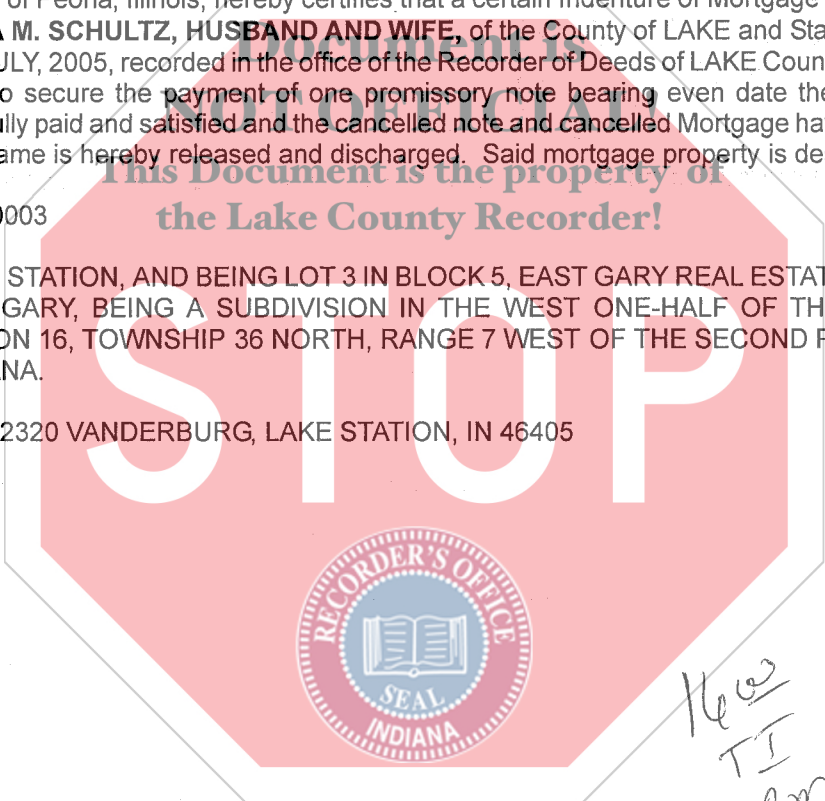 of Peoria, Illinois, hereby certifies that a certain Indenture of Mortgage
M. SCHULTZ, HUSBAND AND WIFE, of the County of LAKE and Sta
Document is
ULY, 2005, recorded in the office of the Recorder of Deeds of LAKE Coun
o secure the payment of one promissory note bearing even date the
NOT OFFICIAL!
lly paid and satisfied and the cancelled note and cancelled Mortgage ha
ame is hereby released and discharged. Said mortgage property is de
This Document is the property of
the Lake County Recorder!
0003
STATION, AND BEING LOT 3 IN BLOCK 5, EAST GARY REAL ESTAT
GARY, BEING A SUBDIVISION IN THE WEST ONE-HALF OF TH
ON 16, TOWNSHIP 36 NORTH, RANGE 7 WEST OF THE SECOND P
NA.
STOP
2320 VANDERBURG, LAKE STATION, IN 46405
RECORDER'S OFFICE
SEAL
INDIANA
TI